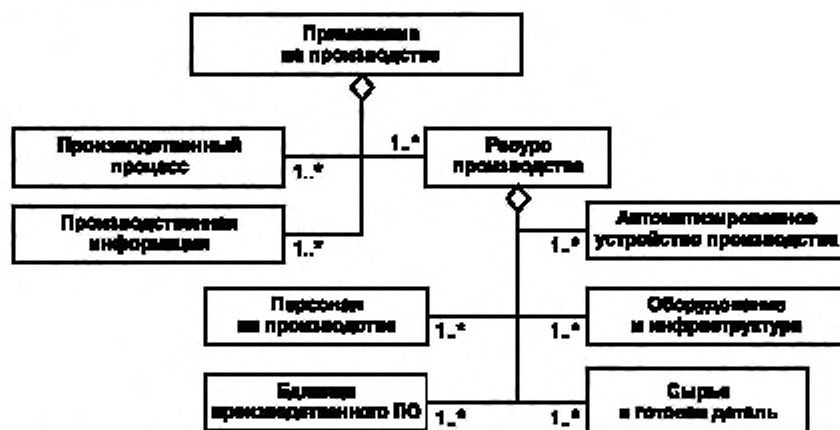 Применение
на производстве
Производственный
процесс
1..*
1..*
Ресурс
производства
Производственная
информация
1..*
1..*
Автоматизированное
устройство производства
Персонал
на производстве
1..*
1..*
Оборудование
и инфраструктура
Единица
производственного ПО
1..*
1..*
Сырье
и готовая деталь